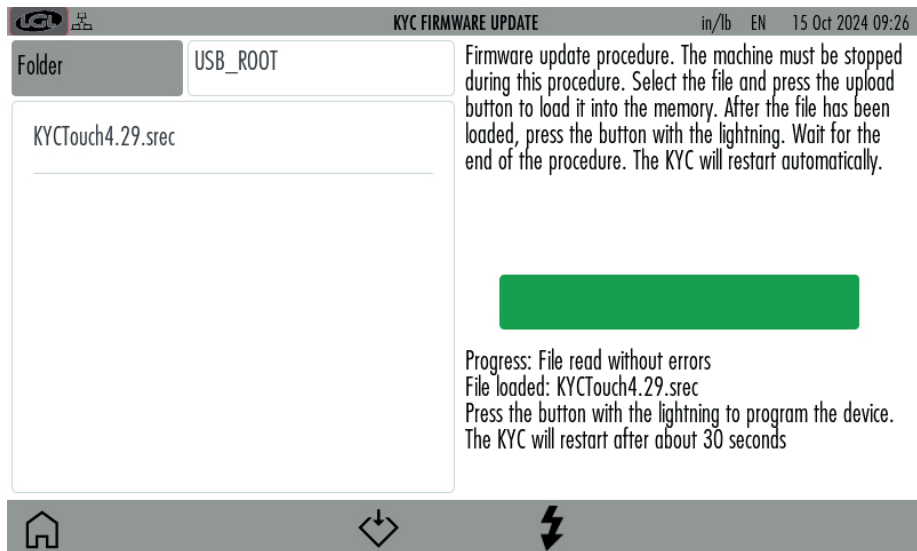 LGL
KYC FIRMWARE UPDATE
in/lb EN 15 Oct 2024 09:26
Folder
USB_ROOT
KYCTouch4.29.srec
Firmware update procedure. The machine must be stopped
during this procedure. Select the file and press the upload
button to load it into the memory. After the file has been
loaded, press the button with the lightning. Wait for the
end of the procedure. The KYC will restart automatically.
Progress: File read without errors
File loaded: KYCTouch4.29.srec
Press the button with the lightning to program the device.
The KYC will restart after about 30 seconds